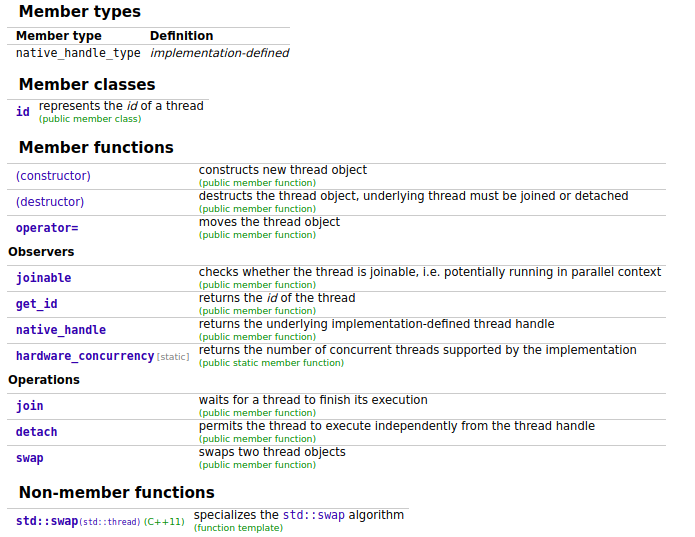 Member types
Member type Definition
native_handle_type implementation-defined
Member classes
id represents the id of a thread
(public member class)
Member functions
(constructor) constructs new thread object
(public member function)
(destructor) destructs the thread object, underlying thread must be joined or detached
(public member function)
operator= moves the thread object
(public member function)
Observers
joinable checks whether the thread is joinable, i.e. potentially running in parallel context
(public member function)
get_id returns the id of the thread
(public member function)
native_handle returns the underlying implementation-defined thread handle
(public member function)
hardware_concurrency [static] returns the number of concurrent threads supported by the implementation
(public static member function)
Operations
join waits for a thread to finish its execution
(public member function)
detach permits the thread to execute independently from the thread handle
(public member function)
swap swaps two thread objects
(public member function)
Non-member functions
std::swap(std::thread) (C++11) specializes the std::swap algorithm
(function template)